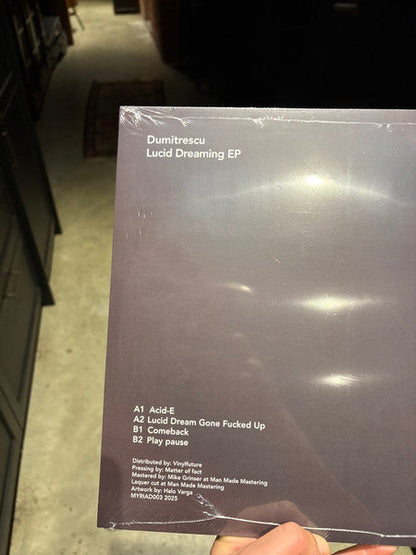 Dumitrescu
Lucid Dreaming EP
A1 Acid-E
A2 Lucid Dream Gone Fucked Up
B1 Comeback
B2 Play pause
Distributed by: Vinylfuture
Pressing by: Matter of fact
Mastered by: Mike Grinser at Man Made Mastering
Laquer cut at Man Made Mastering
Artwork by: Halo Varga
MYRIAD003 2025